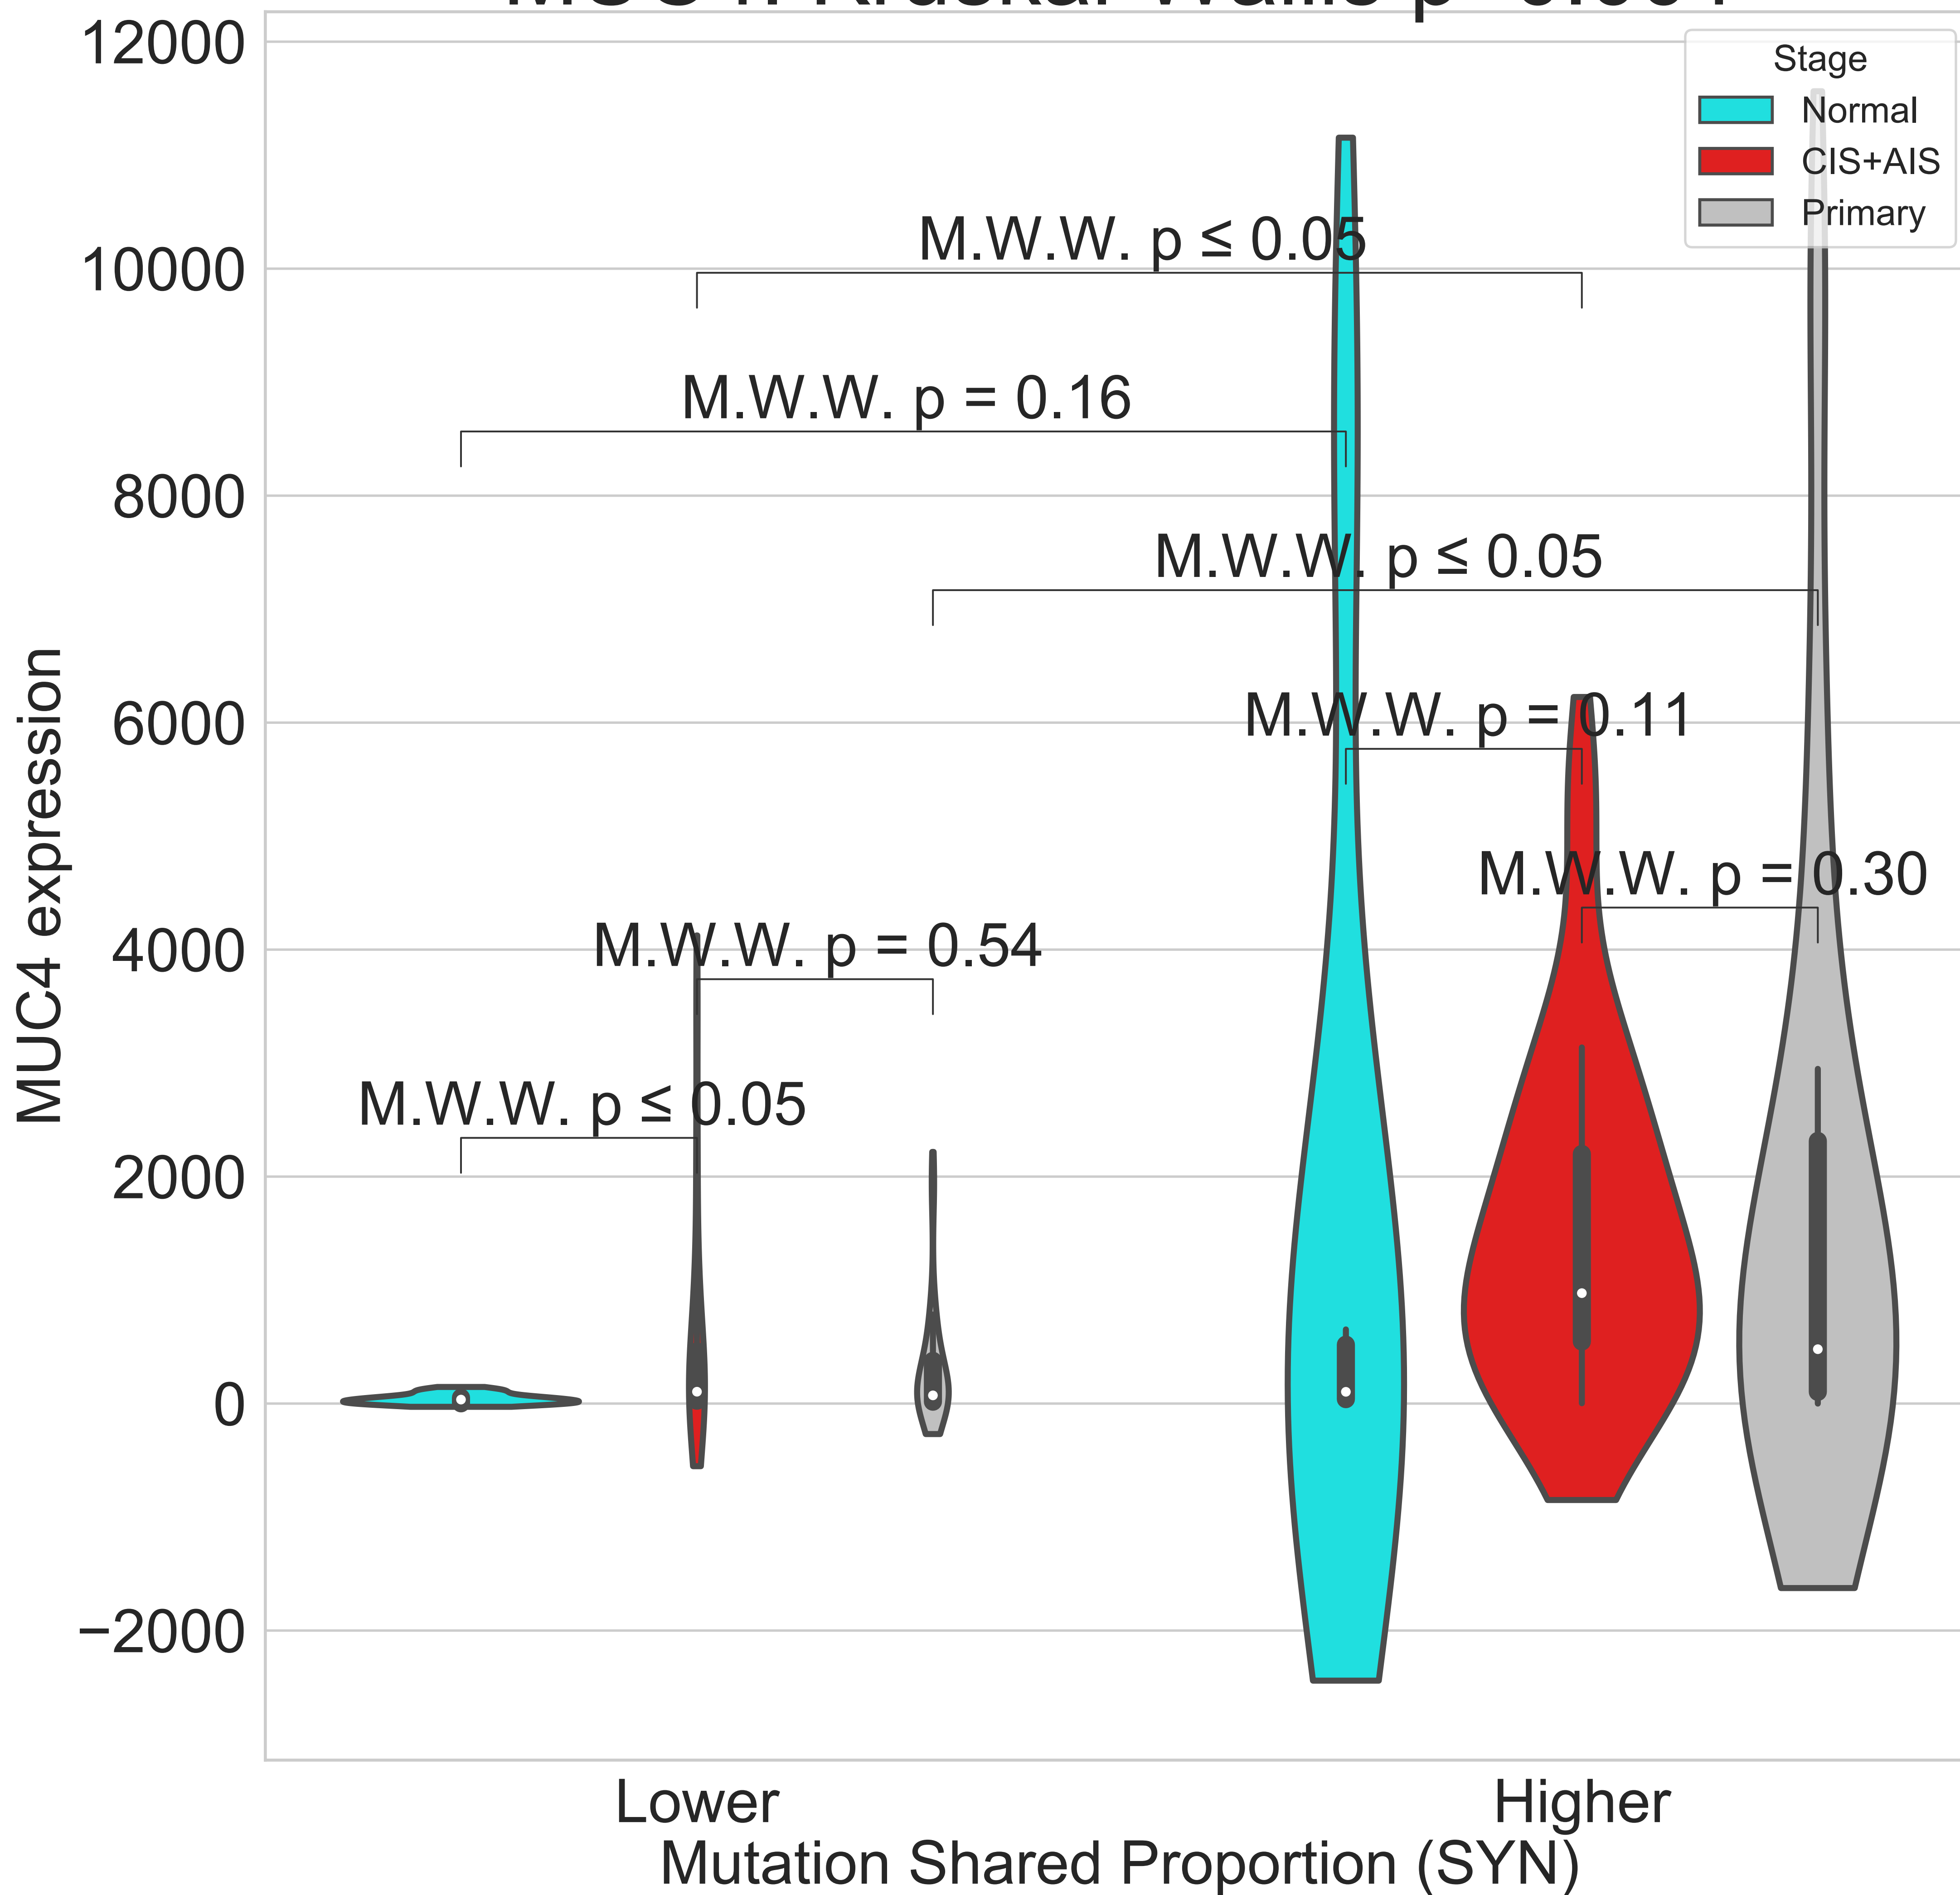 12000
10000
8000
6000
4000
2000
0
−2000
MUC4 expression
Stage
Normal
CIS+AIS
Primary
M.W.W. p ≤ 0.05
M.W.W. p = 0.16
M.W.W. p ≤ 0.05
M.W.W. p = 0.11
M.W.W. p = 0.30
M.W.W. p = 0.54
M.W.W. p ≤ 0.05
Lower
Higher
Mutation Shared Proportion (SYN)